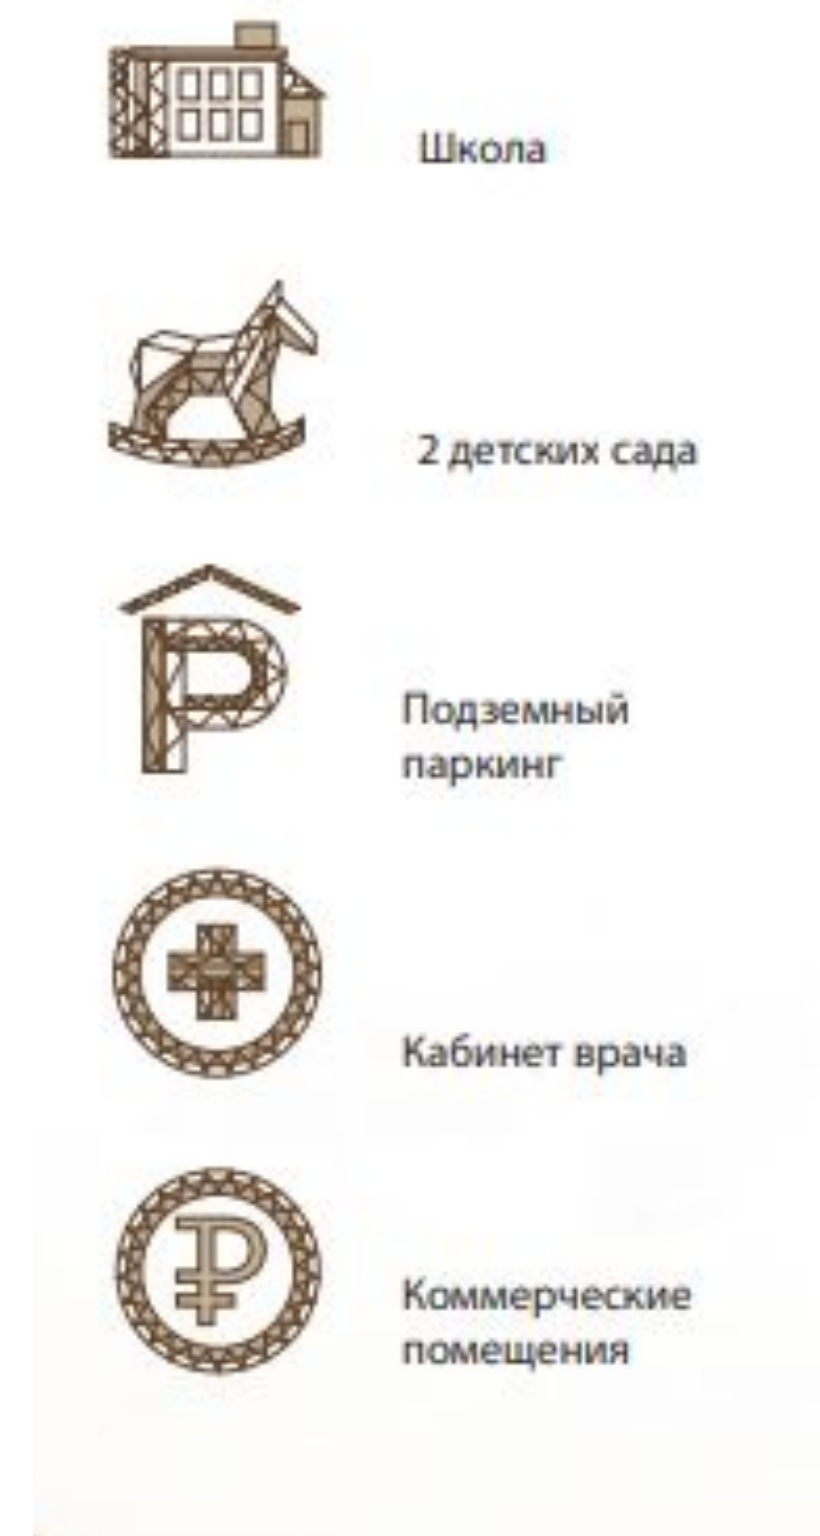 Школа
2 детских сада
Подземный
паркинг
Кабинет врача
Коммерческие
помещения